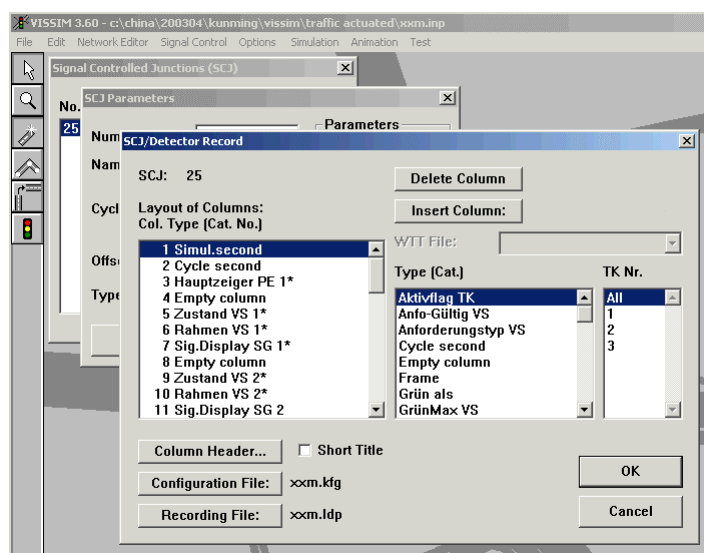 VISSIM 3.60 - c:\china\200304\kunming\vissim\traffic actuated\xxm.inp
File Edit Network Editor Signal Control Options Simulation Animation Test
Signal Controlled Junctions (SCJ)
No.
25
SCJ Parameters
Num
Parameters
Nam
Cycl
Offs
Type
SCJ/Detector Record
SCJ: 25
Delete Column
Insert Column:
Layout of Columns:
Col. Type (Cat. No.)
WTT File:
1 Simul.second
2 Cycle second
3 Hauptzeiger PE 1*
4 Empty column
5 Zustand VS 1*
6 Rahmen VS 1*
7 Sig.Display SG 1*
8 Empty column
9 Zustand VS 2*
10 Rahmen VS 2*
11 Sig.Display SG 2
Type (Cat.)
Aktivflag TK
Anfo-Gültig VS
Anforderungstyp VS
Cycle second
Empty column
Frame
Grün als
GrünMax VS
TK Nr.
All
1
2
3
Column Header...
Short Title
Configuration File: xxm.kfg
Recording File: xxm.ldp
OK
Cancel